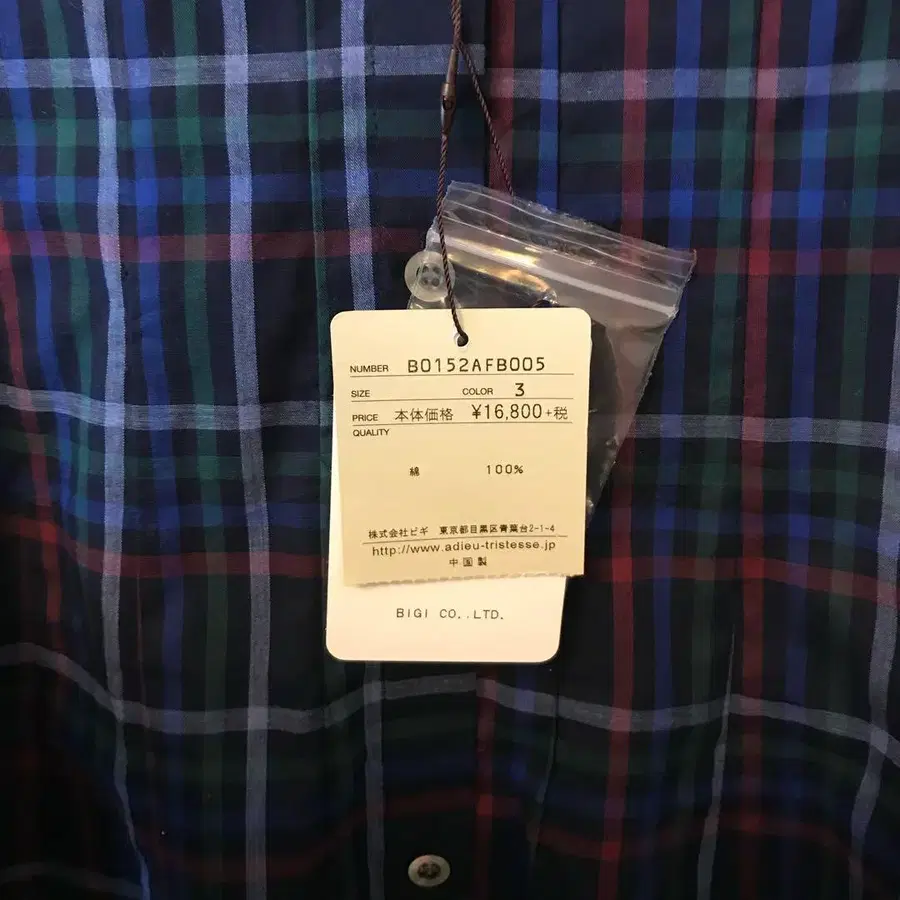 NUMBER B0152AFB005
SIZE COLOR 3
PRICE 本体価格 ¥16,800+税
QUALITY
綿 100%
株式会社ビギ 東京都目黒区青葉台2-1-4
http://www.adieu-tristesse.jp
中国製
BIGI CO.,LTD.